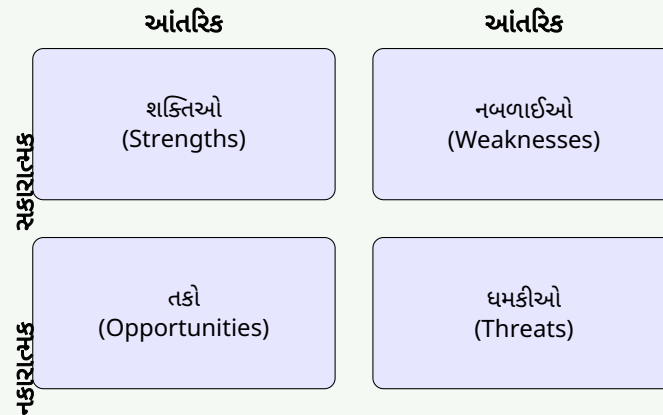 આંતરિક
આંતરિક
સકારાત્મક
શક્તિઓ
(Strengths)
નબળાઈઓ
(Weaknesses)
નકારાત્મક
તકો
(Opportunities)
ધમકીઓ
(Threats)